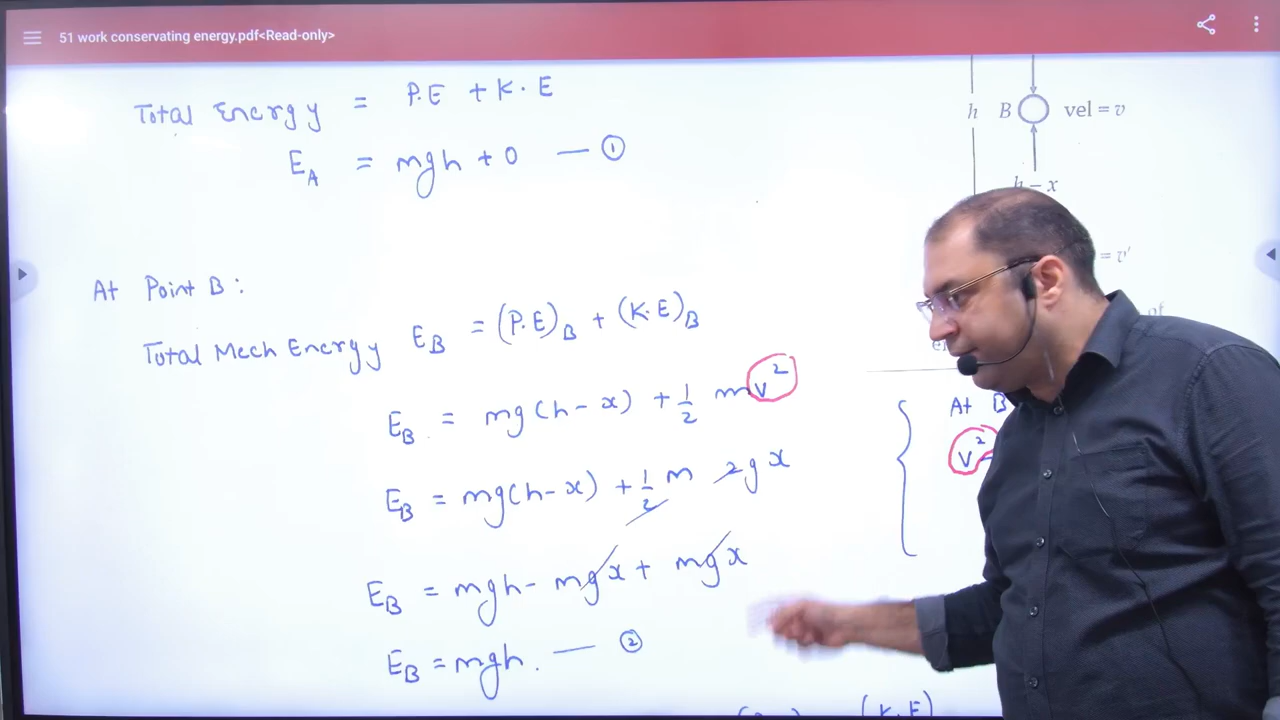 51 work conservating energy.pdf<Read-only>
Total Energy = P.E + K.E
E_A = mgh + 0 — ①
At Point B :
Total Mech Energy E_B = (P.E)_B + (K.E)_B
E_B = mg(h - x) + 1/2 mv²
E_B = mg(h - x) + 1/2 m 2gx
E_B = mgh - mgx + mgx
E_B = mgh. — ②
h B vel = v
h - x
= v'
of
At B
v² =
(K.E)